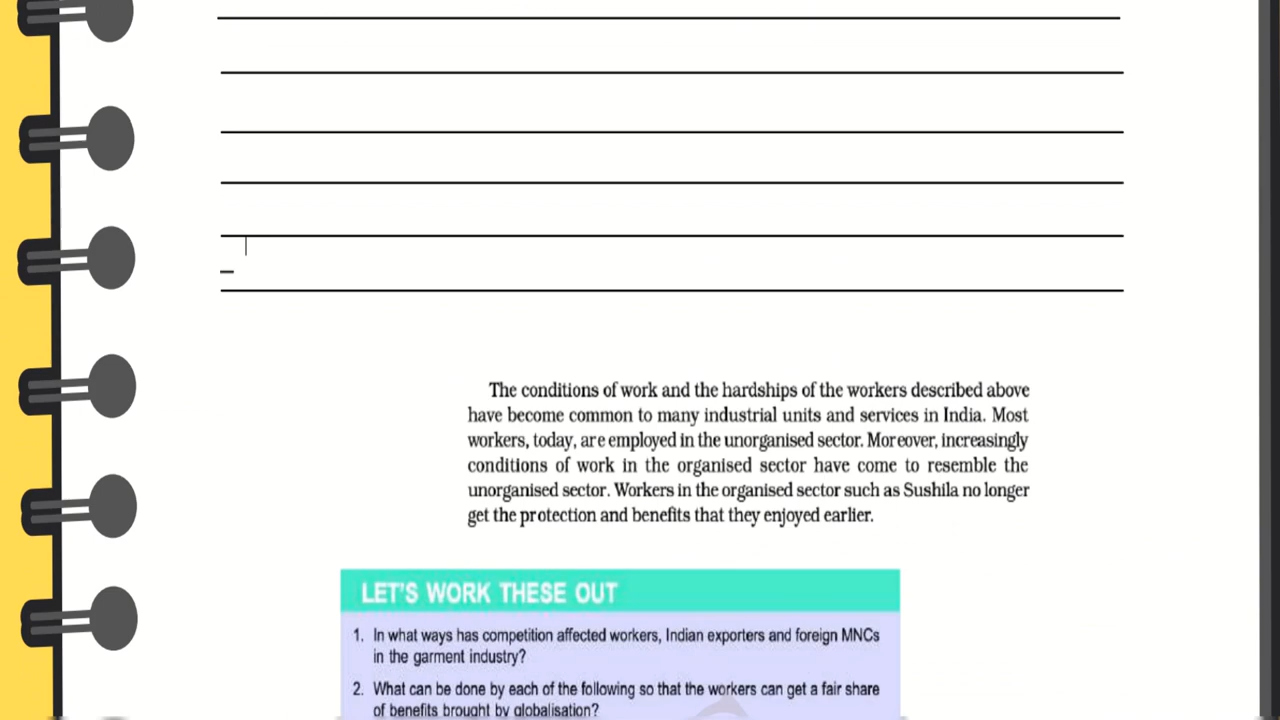 The conditions of work and the hardships of the workers described above
have become common to many industrial units and services in India. Most
workers, today, are employed in the unorganised sector. Moreover, increasingly
conditions of work in the organised sector have come to resemble the
unorganised sector. Workers in the organised sector such as Sushila no longer
get the protection and benefits that they enjoyed earlier.
LET'S WORK THESE OUT
1. In what ways has competition affected workers, Indian exporters and foreign MNCs
in the garment industry?
2. What can be done by each of the following so that the workers can get a fair share
of benefits brought by globalisation?